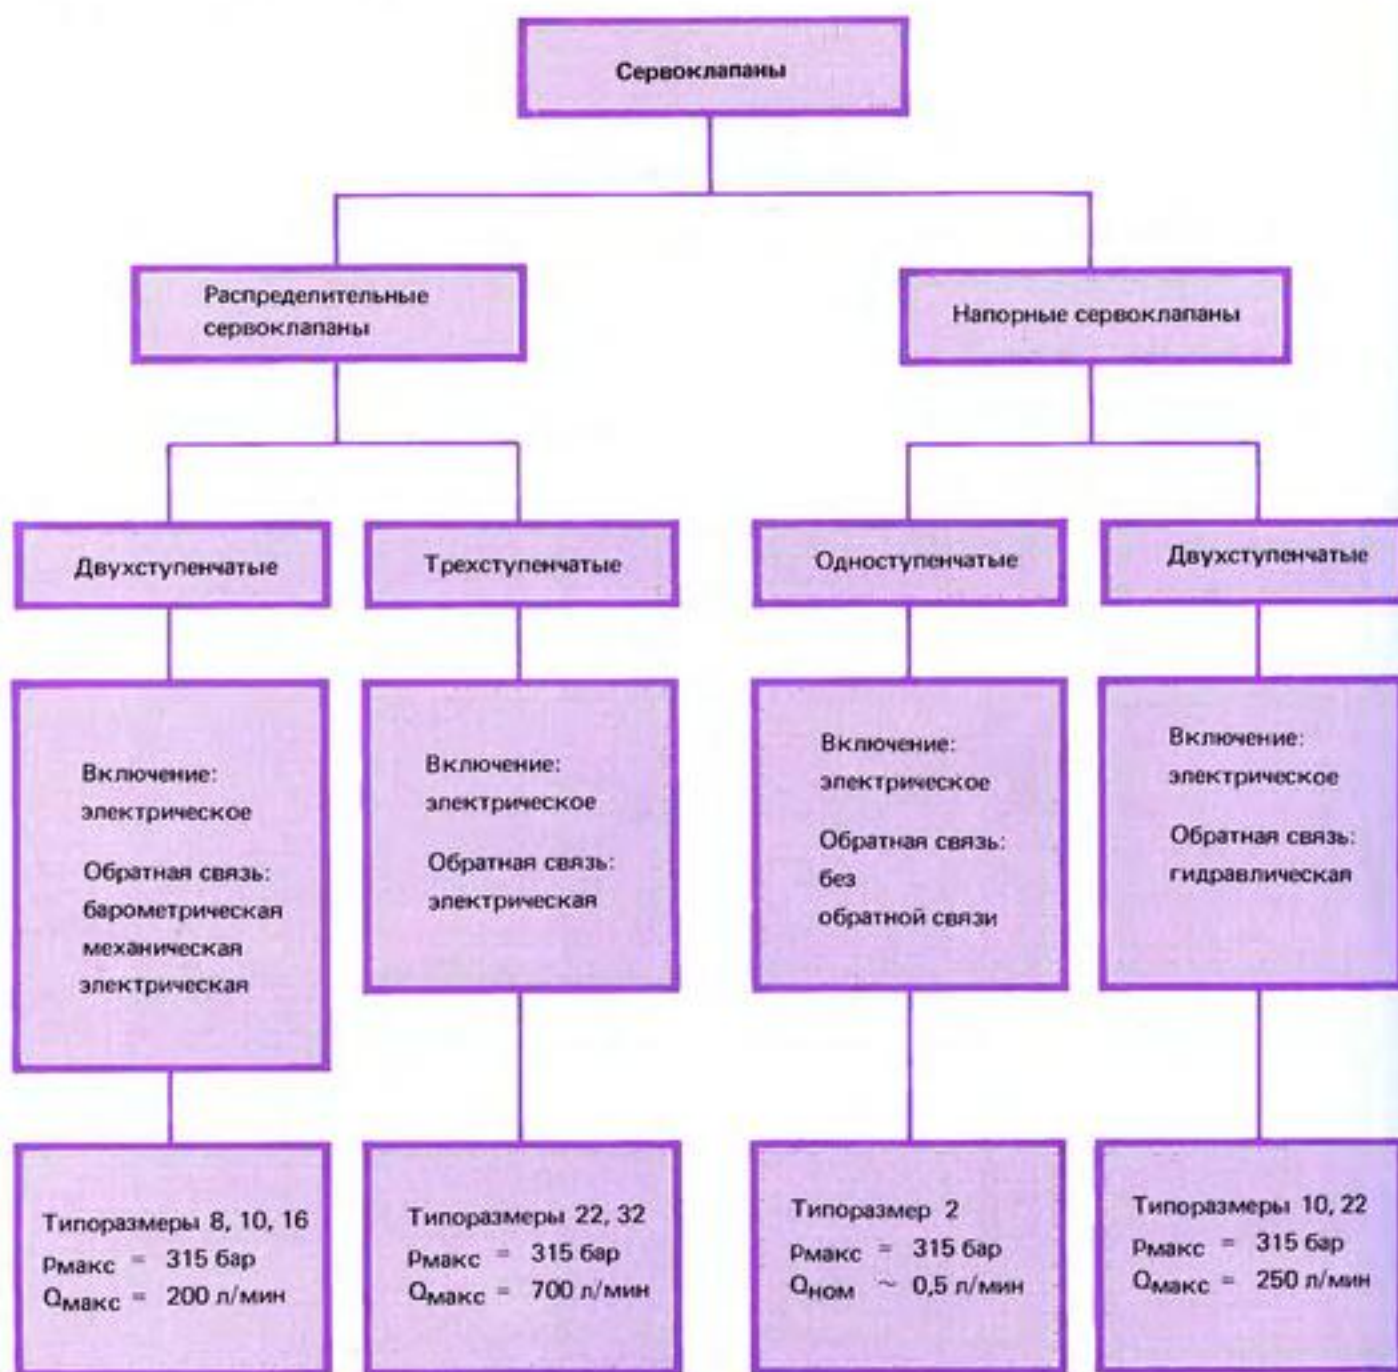 Сервоклапаны
Распределительные
сервоклапаны
Напорные сервоклапаны
Двухступенчатые
Трехступенчатые
Одноступенчатые
Двухступенчатые
Включение:
электрическое
Обратная связь:
барометрическая
механическая
электрическая
Включение:
электрическое
Обратная связь:
электрическая
Включение:
электрическое
Обратная связь:
без
обратной связи
Включение:
электрическое
Обратная связь:
гидравлическая
Типоразмеры 8, 10, 16
pмакс = 315 бар
Qмакс = 200 л/мин
Типоразмеры 22, 32
pмакс = 315 бар
Qмакс = 700 л/мин
Типоразмер 2
pмакс = 315 бар
Qном ~ 0,5 л/мин
Типоразмеры 10, 22
pмакс = 315 бар
Qмакс = 250 л/мин